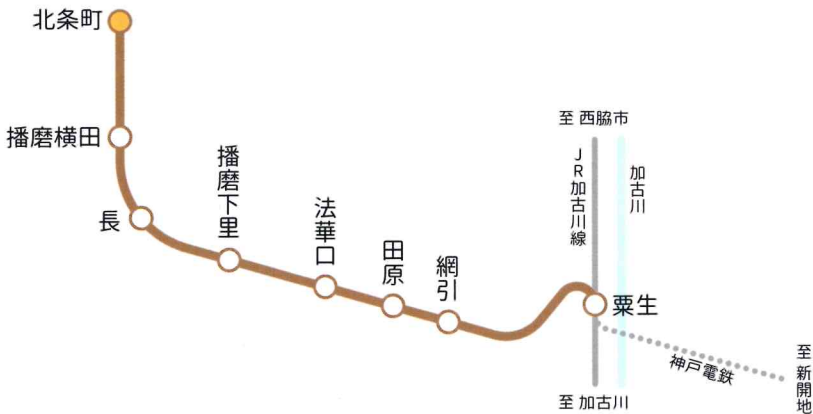 北条町
播磨横田
長
播磨下里
法華口
田原
網引
粟生
至 西脇市
JR加古川線
加古川
神戸電鉄
至 加古川
至 新開地